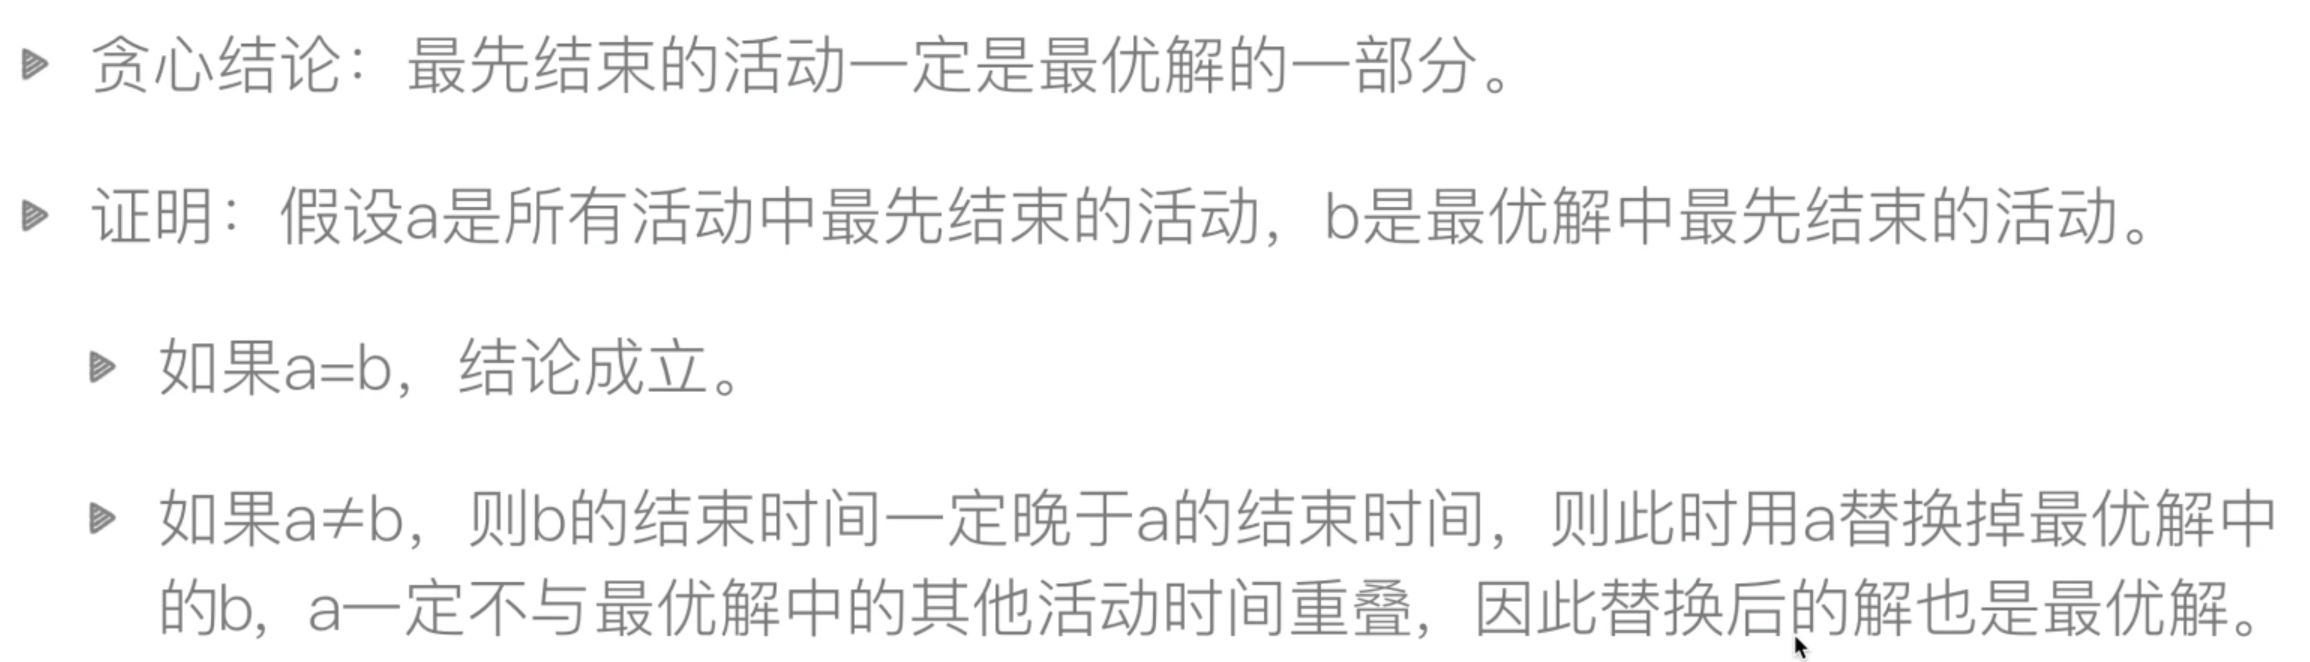 贪心结论：最先结束的活动一定是最优解的一部分。
证明：假设a是所有活动中最先结束的活动，b是最优解中最先结束的活动。
如果a=b，结论成立。
如果a≠b，则b的结束时间一定晚于a的结束时间，则此时用a替换掉最优解中
的b，a一定不与最优解中的其他活动时间重叠，因此替换后的解也是最优解。